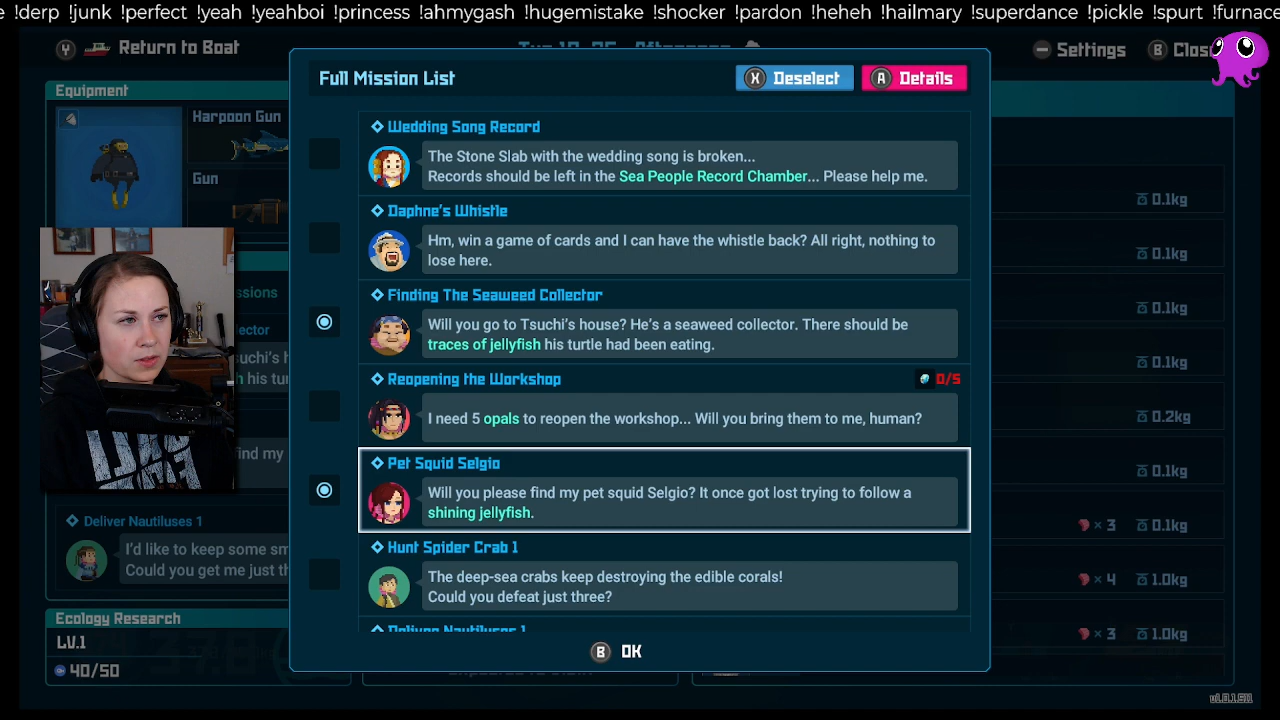 !derp !junk !perfect !yeah !yeahboi !princess !ahmygash !hugemistake !shocker !pardon !heheh !hailmary !superdance !pickle !spurt !furnace
Y Return to Boat
Settings
B Close
Equipment
Harpoon Gun
Gun
Full Mission List
X Deselect
A Details
Wedding Song Record
The Stone Slab with the wedding song is broken...
Records should be left in the Sea People Record Chamber... Please help me.
Daphne's Whistle
Hm, win a game of cards and I can have the whistle back? All right, nothing to
lose here.
Finding The Seaweed Collector
Will you go to Tsuchi's house? He's a seaweed collector. There should be
traces of jellyfish his turtle had been eating.
Reopening the Workshop
0/5
I need 5 opals to reopen the workshop... Will you bring them to me, human?
Pet Squid Selgio
Will you please find my pet squid Selgio? It once got lost trying to follow a
shining jellyfish.
Hunt Spider Crab 1
The deep-sea crabs keep destroying the edible corals!
Could you defeat just three?
Deliver Nautiluses 1
B OK
Deliver Nautiluses 1
I'd like to keep some sm
Could you get me just th
Ecology Research
LV.1
40/50
0.1kg
0.1kg
0.1kg
0.1kg
0.2kg
0.1kg
× 3 0.1kg
× 4 1.0kg
× 3 1.0kg